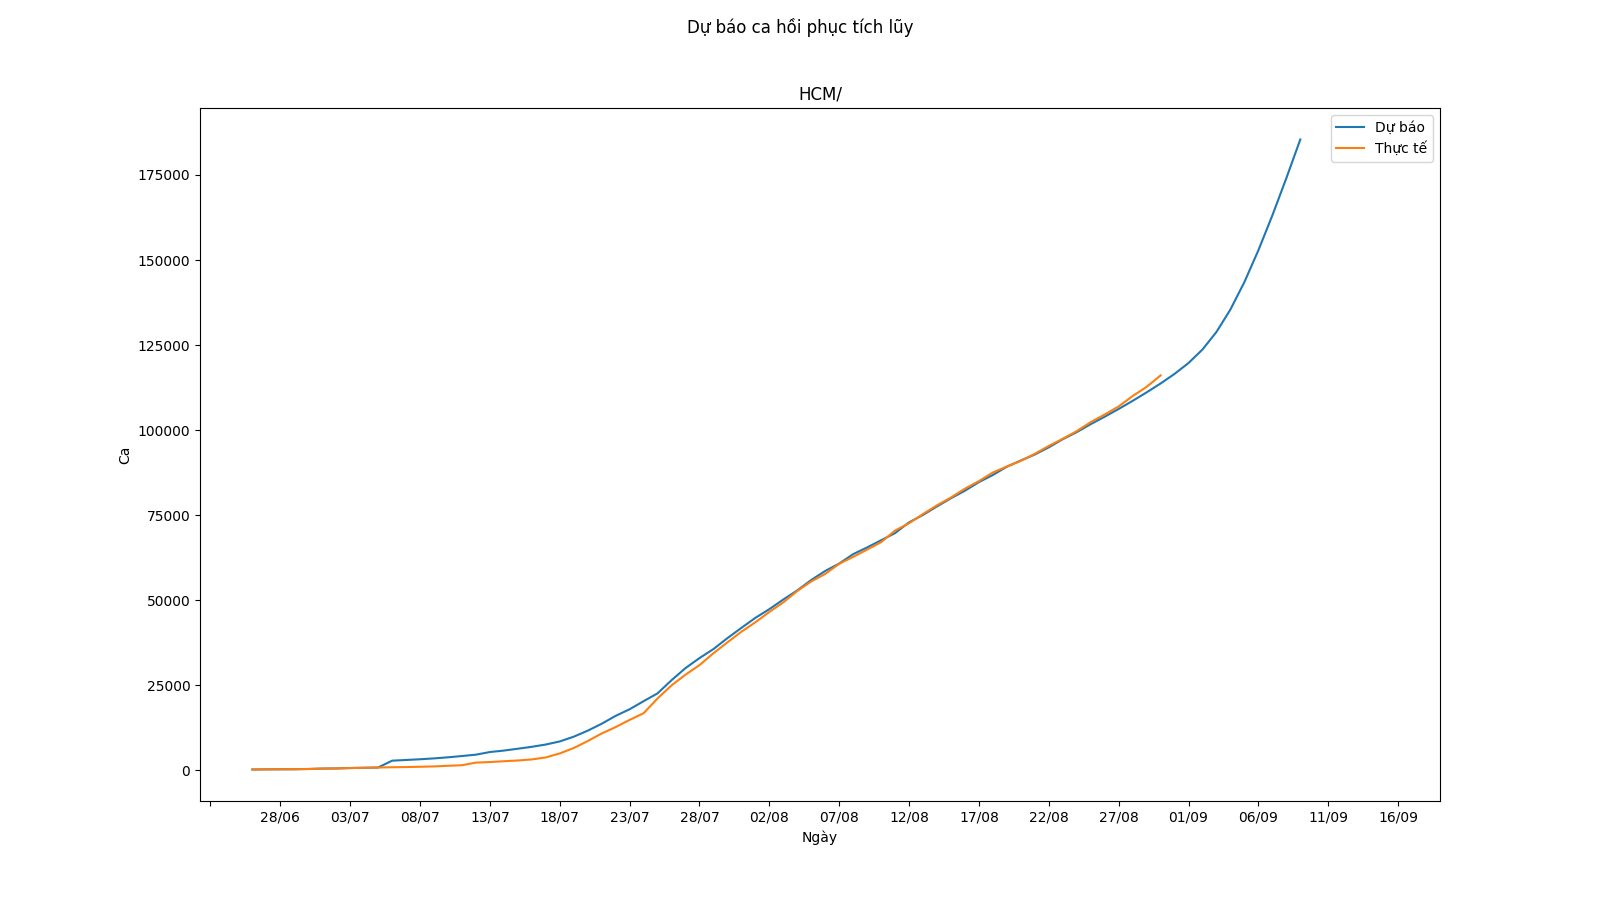 Dự báo ca hồi phục tích lũy
HCM/
Dự báo
Thực tế
175000
150000
125000
100000
75000
50000
25000
0
Ca
28/06 03/07 08/07 13/07 18/07 23/07 28/07 02/08 07/08 12/08 17/08 22/08 27/08 01/09 06/09 11/09 16/09
Ngày